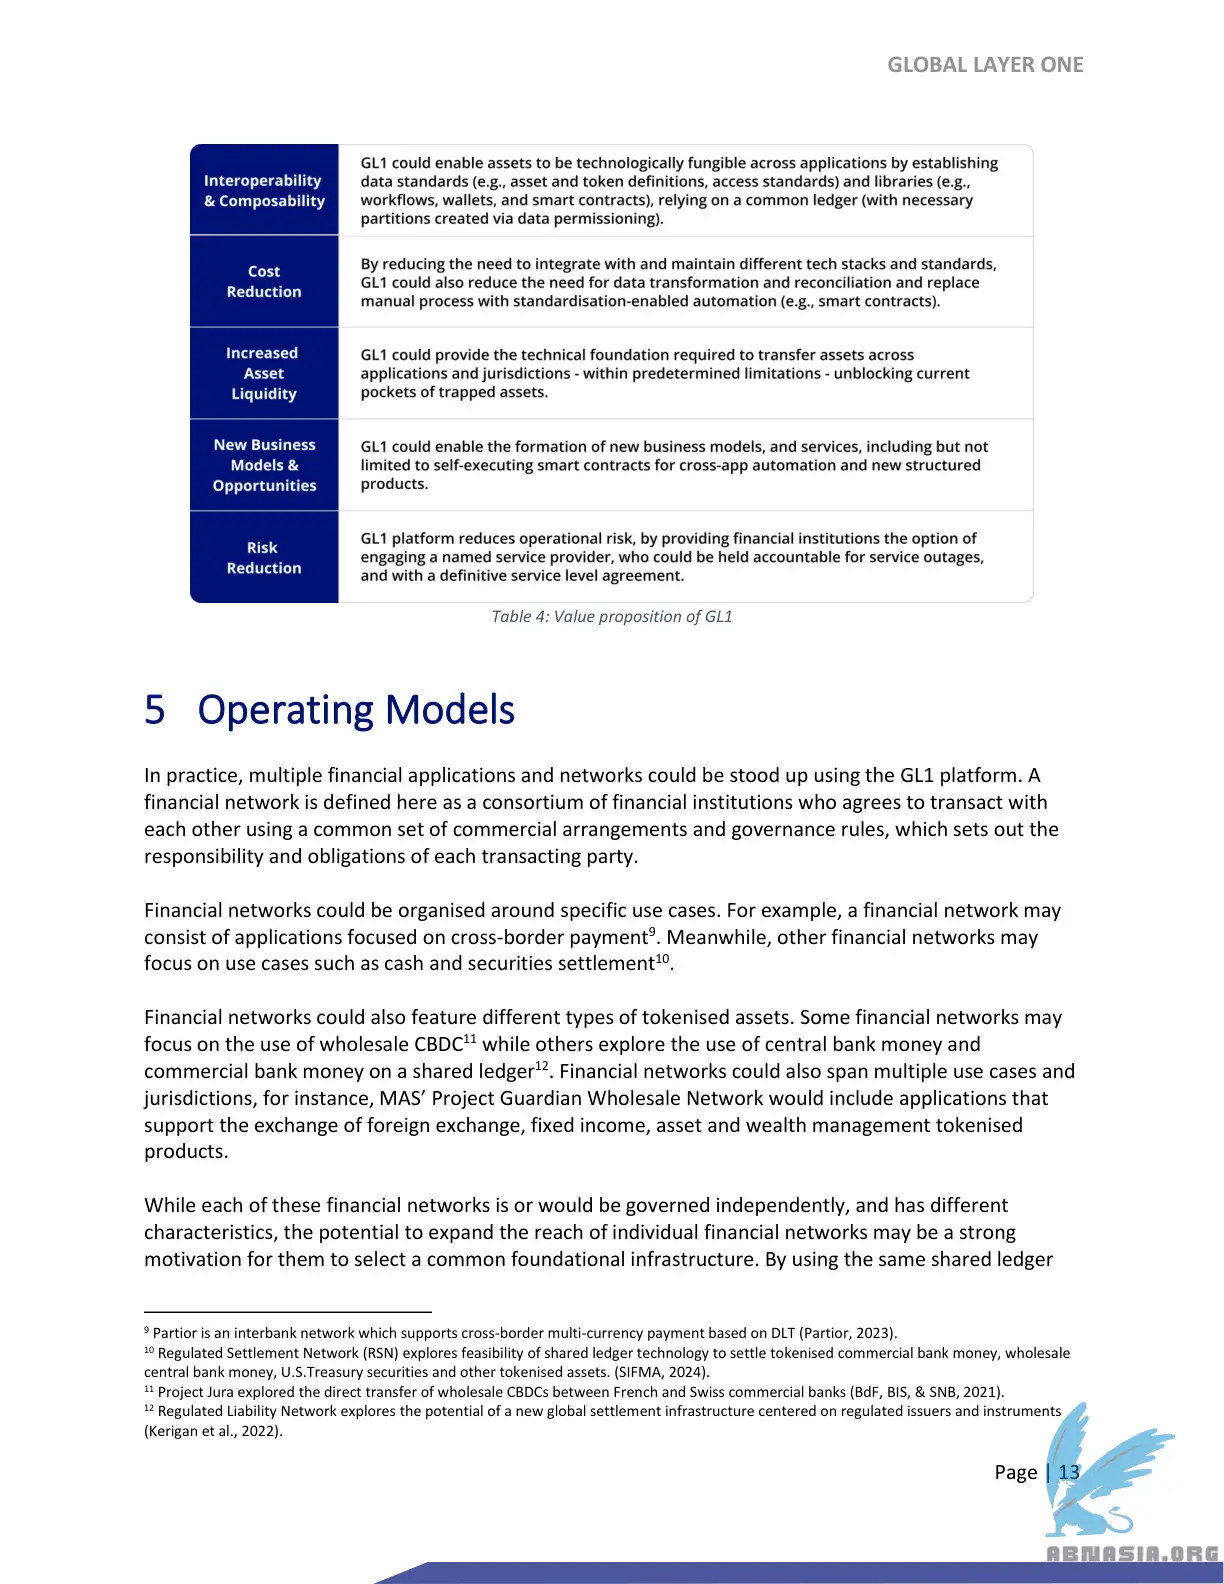 GLOBAL LAYER ONE
Interoperability
& Composability
GL1 could enable assets to be technologically fungible across applications by establishing
data standards (e.g., asset and token definitions, access standards) and libraries (e.g.,
workflows, wallets, and smart contracts), relying on a common ledger (with necessary
partitions created via data permissioning).
Cost
Reduction
By reducing the need to integrate with and maintain different tech stacks and standards,
GL1 could also reduce the need for data transformation and reconciliation and replace
manual process with standardisation-enabled automation (e.g., smart contracts).
Increased
Asset
Liquidity
GL1 could provide the technical foundation required to transfer assets across
applications and jurisdictions - within predetermined limitations - unblocking current
pockets of trapped assets.
New Business
Models &
Opportunities
GL1 could enable the formation of new business models, and services, including but not
limited to self-executing smart contracts for cross-app automation and new structured
products.
Risk
Reduction
GL1 platform reduces operational risk, by providing financial institutions the option of
engaging a named service provider, who could be held accountable for service outages,
and with a definitive service level agreement.
Table 4: Value proposition of GL1
5 Operating Models
In practice, multiple financial applications and networks could be stood up using the GL1 platform. A
financial network is defined here as a consortium of financial institutions who agrees to transact with
each other using a common set of commercial arrangements and governance rules, which sets out the
responsibility and obligations of each transacting party.
Financial networks could be organised around specific use cases. For example, a financial network may
consist of applications focused on cross-border payment9. Meanwhile, other financial networks may
focus on use cases such as cash and securities settlement10.
Financial networks could also feature different types of tokenised assets. Some financial networks may
focus on the use of wholesale CBDC11 while others explore the use of central bank money and
commercial bank money on a shared ledger12. Financial networks could also span multiple use cases and
jurisdictions, for instance, MAS’ Project Guardian Wholesale Network would include applications that
support the exchange of foreign exchange, fixed income, asset and wealth management tokenised
products.
While each of these financial networks is or would be governed independently, and has different
characteristics, the potential to expand the reach of individual financial networks may be a strong
motivation for them to select a common foundational infrastructure. By using the same shared ledger
9 Partior is an interbank network which supports cross-border multi-currency payment based on DLT (Partior, 2023).
10 Regulated Settlement Network (RSN) explores feasibility of shared ledger technology to settle tokenised commercial bank money, wholesale
central bank money, U.S.Treasury securities and other tokenised assets. (SIFMA, 2024).
11 Project Jura explored the direct transfer of wholesale CBDCs between French and Swiss commercial banks (BdF, BIS, & SNB, 2021).
12 Regulated Liability Network explores the potential of a new global settlement infrastructure centered on regulated issuers and instruments
(Kerigan et al., 2022).
Page | 13
ABNASIA.ORG